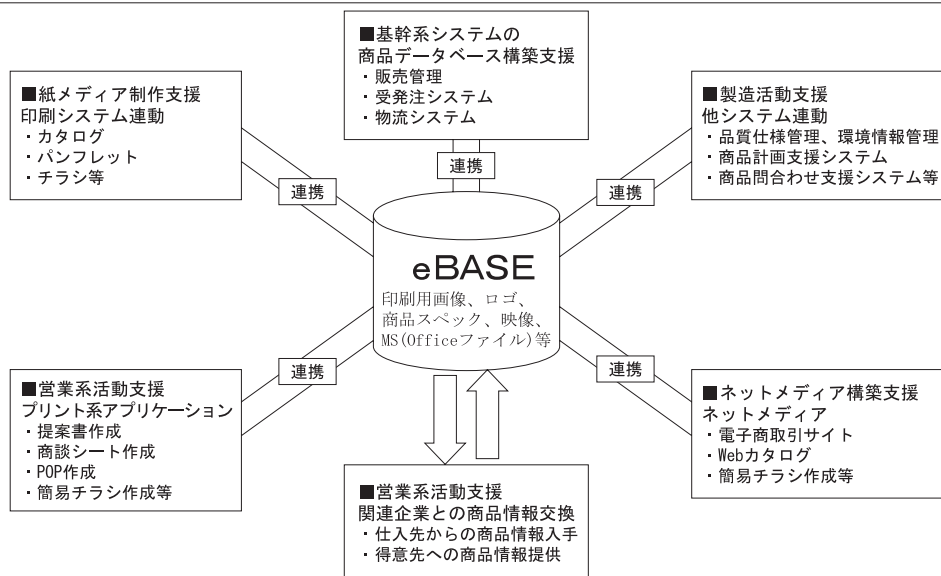 ■基幹系システムの
商品データベース構築支援
・販売管理
・受発注システム
・物流システム
■紙メディア制作支援
印刷システム連動
・カタログ
・パンフレット
・チラシ等
■製造活動支援
他システム連動
・品質仕様管理、環境情報管理
・商品計画支援システム
・商品問合わせ支援システム等
連携
連携
連携
eBASE
印刷用画像、ロゴ、
商品スペック、映像、
MS(Officeファイル)等
連携
連携
■営業系活動支援
プリント系アプリケーション
・提案書作成
・商談シート作成
・POP作成
・簡易チラシ作成等
■ネットメディア構築支援
ネットメディア
・電子商取引サイト
・Webカタログ
・簡易チラシ作成等
■営業系活動支援
関連企業との商品情報交換
・仕入先からの商品情報入手
・得意先への商品情報提供